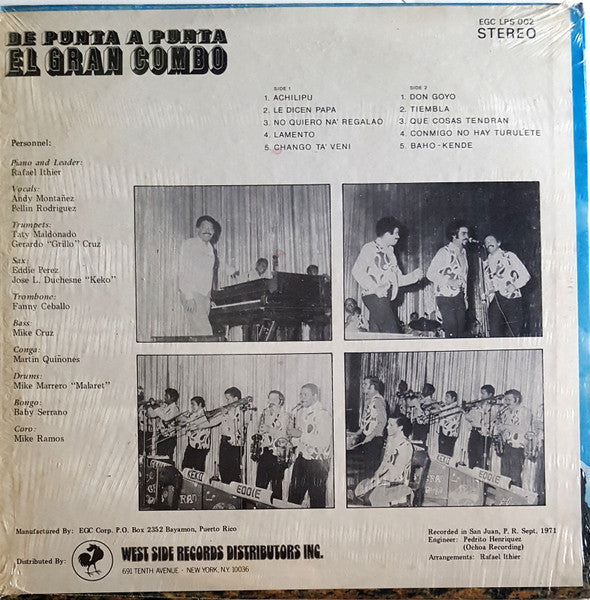 DE PUNTA A PUNTA
EL GRAN COMBO
EGC LPS 002
STEREO
SIDE 1
1. ACHILIPU
2. LE DICEN PAPA
3. NO QUIERO NA' REGALAO
4. LAMENTO
5. CHANGO TA' VENI
SIDE 2
1. DON GOYO
2. TIEMBLA
3. QUE COSAS TENDRAN
4. CONMIGO NO HAY TURULETE
5. BAHO-KENDE
Personnel:
Piano and Leader:
Rafael Ithier
Vocals:
Andy Montañez
Pellin Rodriguez
Trumpets:
Taty Maldonado
Gerardo "Grillo" Cruz
Sax:
Eddie Perez
Jose L. Duchesne "Keko"
Trombone:
Fanny Ceballo
Bass
Mike Cruz
Conga:
Martin Quiñones
Drums:
Mike Marrero "Malaret"
Bongo:
Baby Serrano
Coro:
Mike Ramos
KEKO
EDDIE
Manufactured By: EGC Corp. P.O. Box 2352 Bayamon, Puerto Rico
Distributed By:
WEST SIDE RECORDS DISTRIBUTORS INC.
691 TENTH AVENUE · NEW YORK, N.Y. 10036
Recorded in San Juan, P. R. Sept. 1971
Engineer: Pedrito Henriquez
(Ochoa Recording)
Arrangements: Rafael Ithier